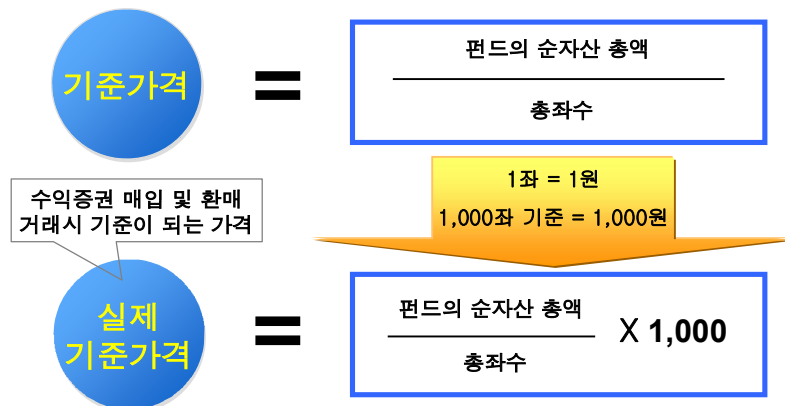 기준가격
=
펀드의 순자산 총액
총좌수
1좌 = 1원
1,000좌 기준 = 1,000원
수익증권 매입 및 환매
거래시 기준이 되는 가격
실제
기준가격
=
펀드의 순자산 총액
총좌수
X 1,000